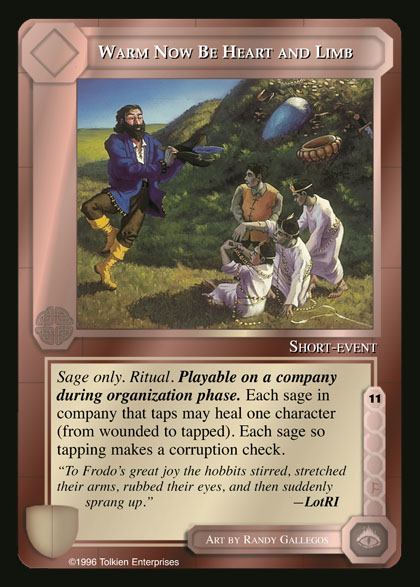 Warm Now Be Heart and Limb
Short-event
Sage only. Ritual. Playable on a company
during organization phase. Each sage in
company that taps may heal one character
(from wounded to tapped). Each sage so
tapping makes a corruption check.
“To Frodo's great joy the hobbits stirred, stretched
their arms, rubbed their eyes, and then suddenly
sprang up.” –LotRI
11
F
Art by Randy Gallegos
©1996 Tolkien Enterprises